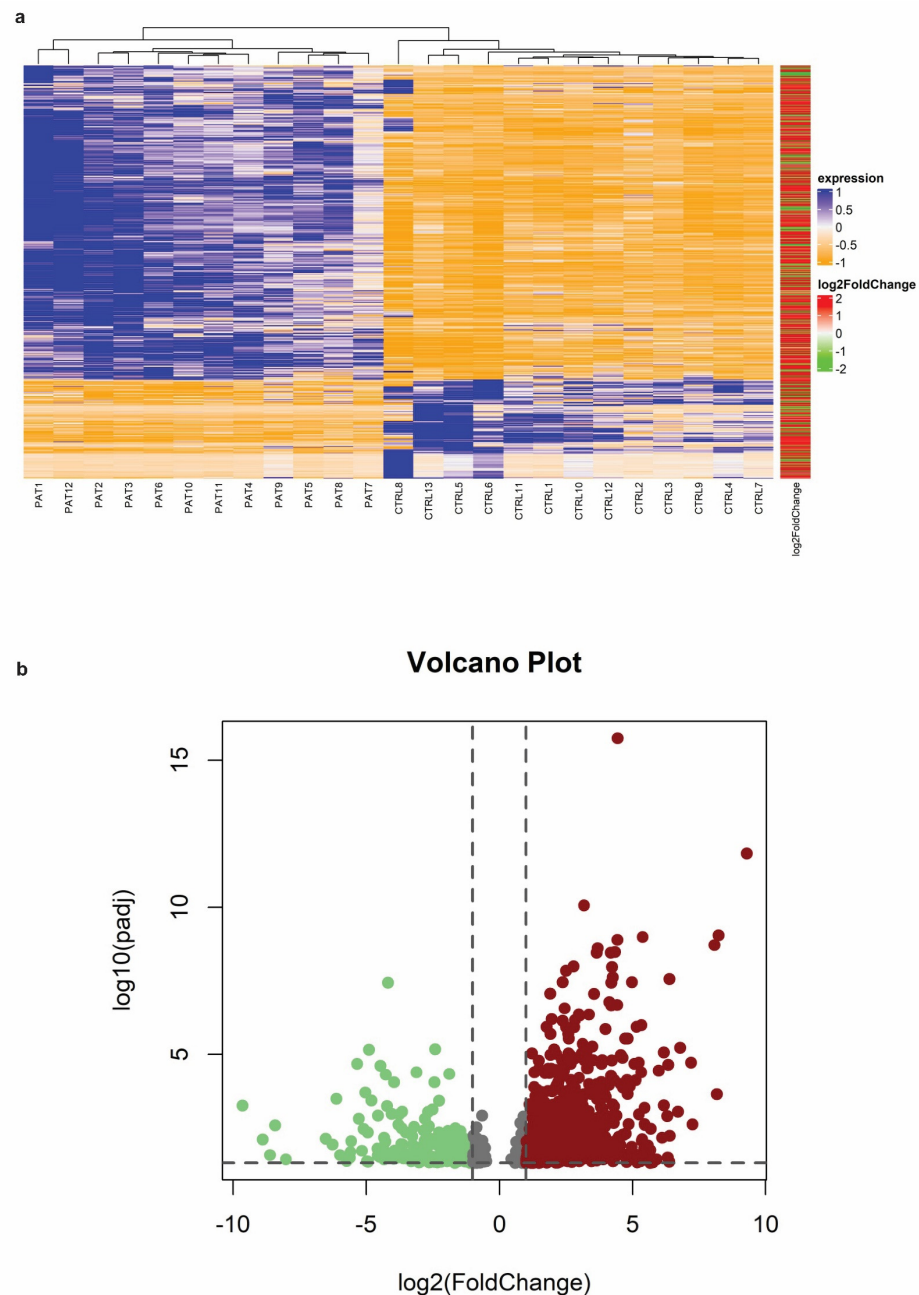 a
expression
1
0.5
0
-0.5
-1
log2FoldChange
2
1
0
-1
-2
PAT1
PAT12
PAT2
PAT3
PAT6
PAT10
PAT11
PAT4
PAT9
PAT5
PAT8
PAT7
CTRL8
CTRL13
CTRL5
CTRL6
CTRL11
CTRL1
CTRL10
CTRL12
CTRL2
CTRL3
CTRL9
CTRL4
CTRL7
log2FoldChange
b
Volcano Plot
log10(padj)
15
10
5
-10 -5 0 5 10
log2(FoldChange)